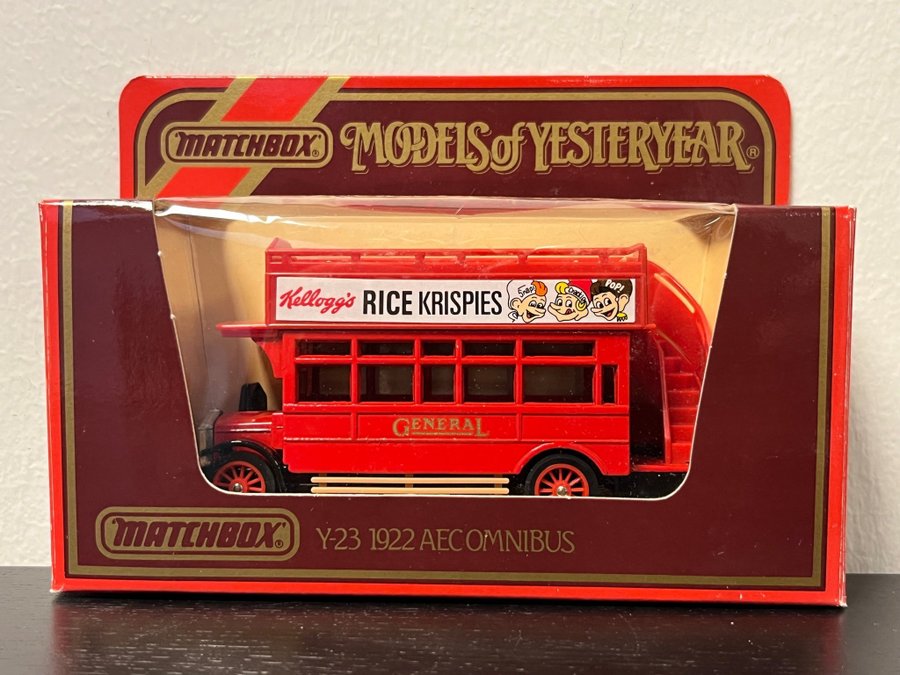 MATCHBOX
MODELS of YESTERYEAR®
Kellogg's RICE KRISPIES
Snap!
Crackle!
POP!
GENERAL
MATCHBOX
Y-23 1922 AEC OMNIBUS